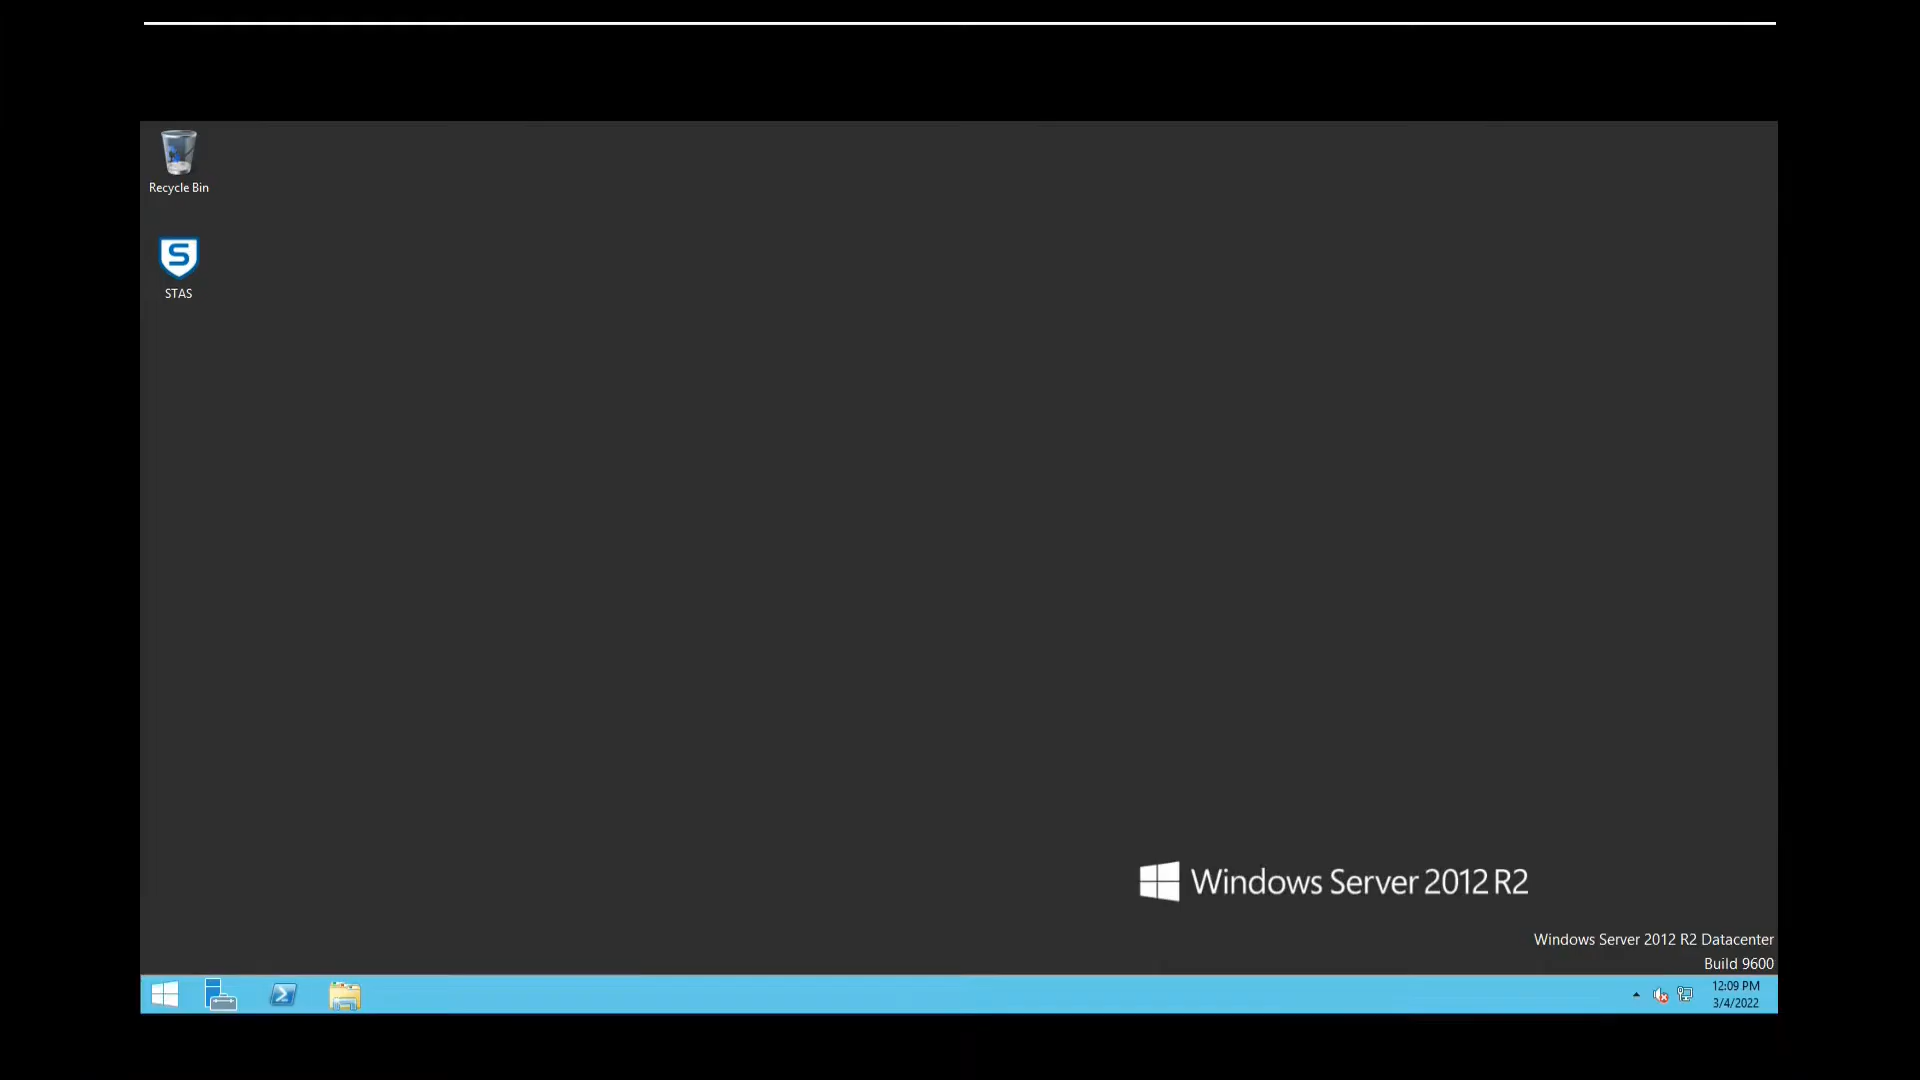 Recycle Bin
S
STAS
Windows Server 2012 R2
Windows Server 2012 R2 Datacenter
Build 9600
12:09 PM
3/4/2022